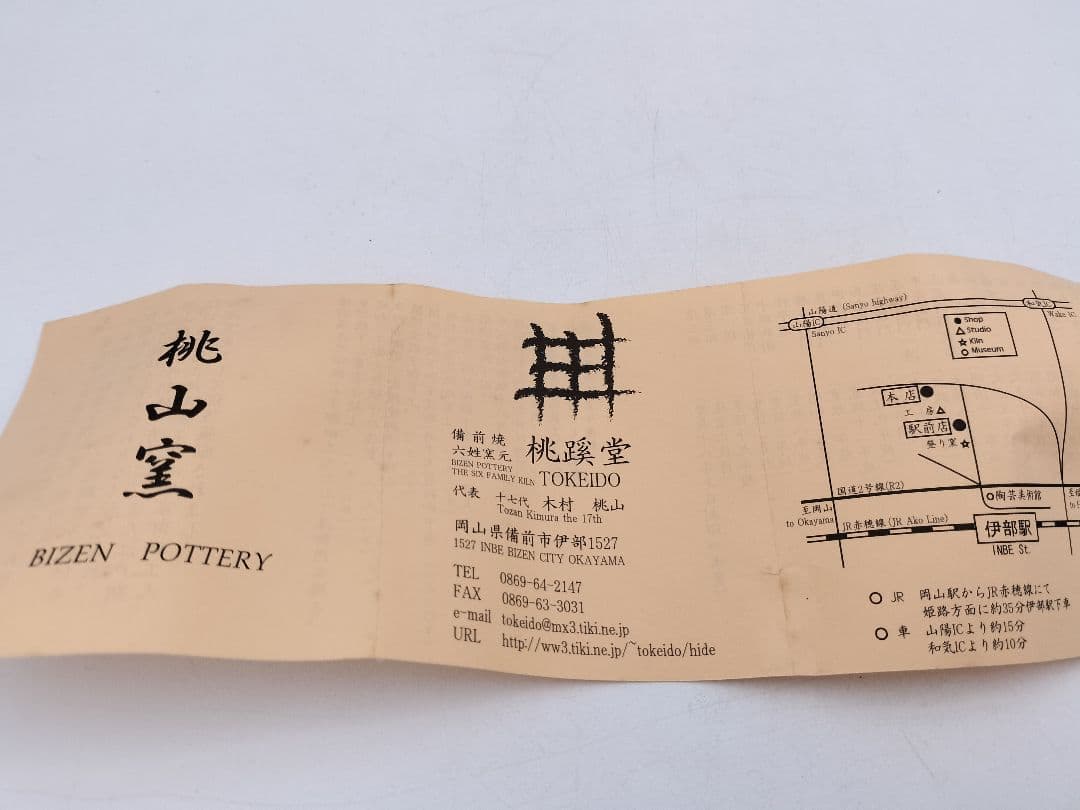 桃
山
窯
BIZEN POTTERY
備前焼
六姓窯元
桃蹊堂
BIZEN POTTERY
THE SIX FAMILY KILN
TOKEIDO
代表 十七代 木村 桃山
Tozan Kimura the 17th
岡山県備前市伊部1527
1527 INBE BIZEN CITY OKAYAMA
TEL 0869-64-2147
FAX 0869-63-3031
e-mail tokeido@mx3.tiki.ne.jp
URL http://ww3.tiki.ne.jp/~tokeido/hide
山陽道 (Sanyo highway)
山陽IC
Sanyo IC
和気IC
Wake IC
● Shop
△ Studio
☆ Kiln
○ Museum
本店
工房△
駅前店
登り窯☆
国道2号線(R2)
○陶芸美術館
至岡山
to Okayama
JR赤穂線(JR Ako Line)
伊部駅
INBE St.
○ JR 岡山駅からJR赤穂線にて
姫路方面に約35分伊部駅下車
○ 車 山陽ICより約15分
和気ICより約10分